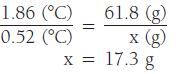 1.86 (°C) = 61.8 (g)
0.52 (°C) x (g)
x = 17.3 g